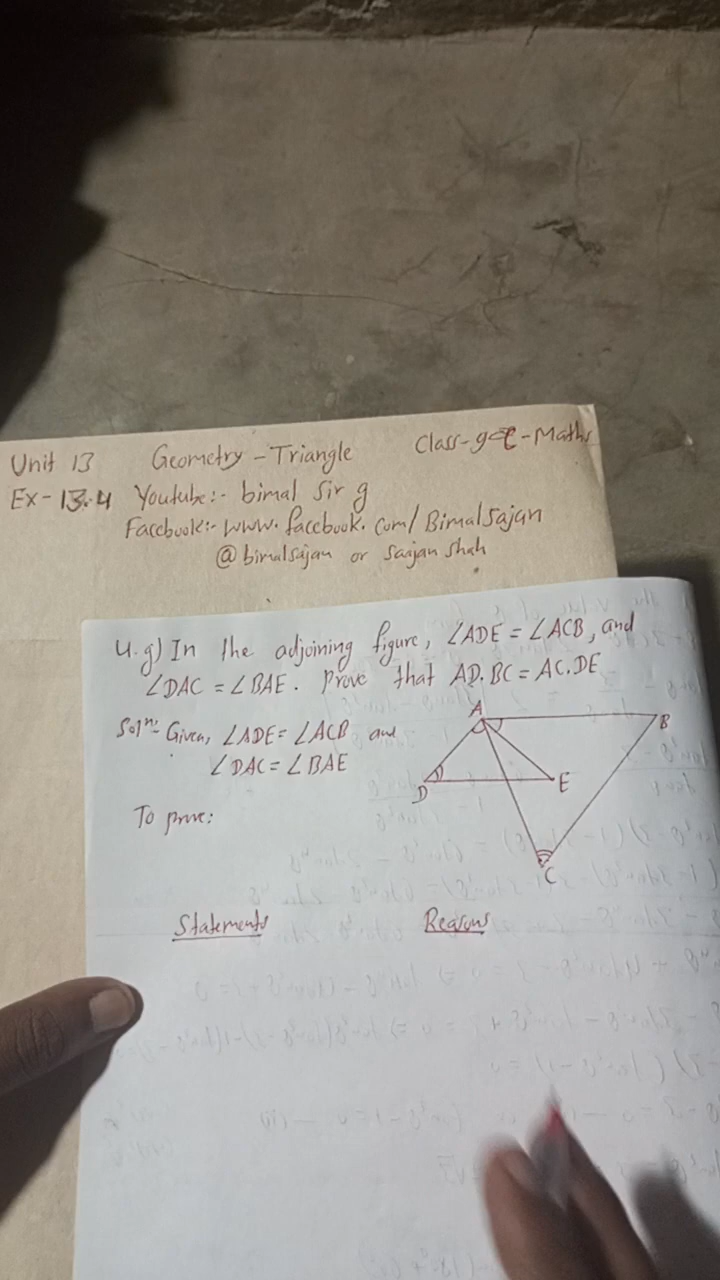 Unit 13 Geometry - Triangle Class-9
Ex-13.4 Youtube:- bimal sir g
Facebook:- www.facebook.com/Bimalsajan
@bimalsajan or sanjan shah
4.g) In the adjoining figure, ∠ADE = ∠ACB, and
∠DAC = ∠BAE. Prove that AD.BC = AC.DE
Solⁿ:- Given, ∠ADE = ∠ACB and
∠DAC = ∠BAE
To prove:
A
B
D
E
C
Statements Reasons